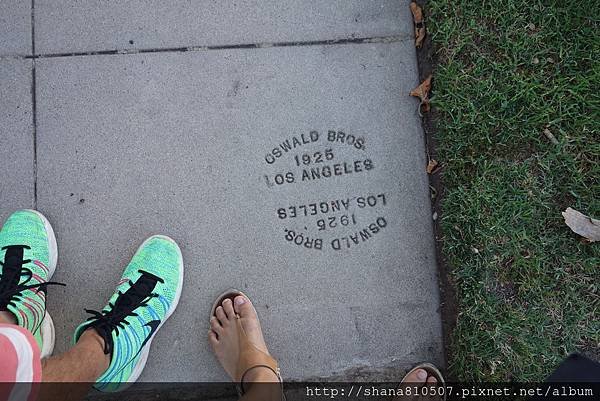 OSWALD BROS.
1925
LOS ANGELES
OSWALD BROS.
1925
LOS ANGELES
http://shana810507.pixnet.net/album